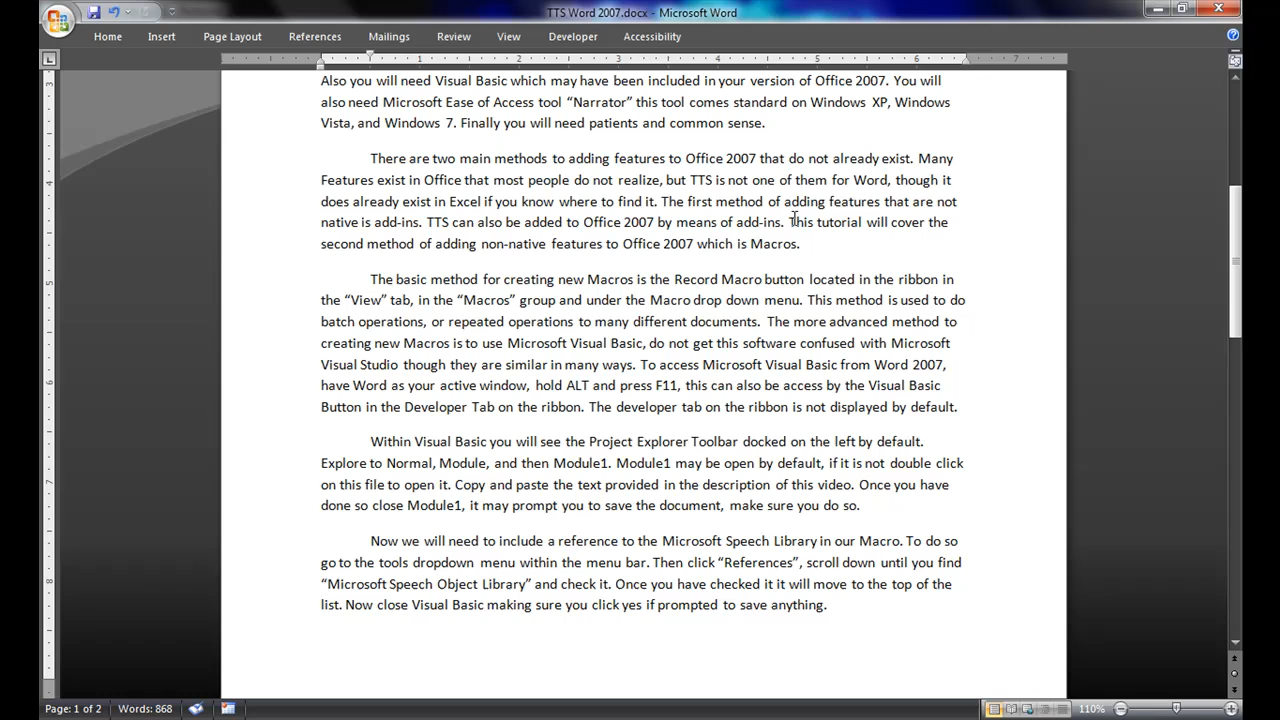 TTS Word 2007.docx - Microsoft Word
Home Insert Page Layout References Mailings Review View Developer Accessibility
1 2 3 4 5 6 7
Also you will need Visual Basic which may have been included in your version of Office 2007. You will
also need Microsoft Ease of Access tool “Narrator” this tool comes standard on Windows XP, Windows
Vista, and Windows 7. Finally you will need patients and common sense.
There are two main methods to adding features to Office 2007 that do not already exist. Many
Features exist in Office that most people do not realize, but TTS is not one of them for Word, though it
does already exist in Excel if you know where to find it. The first method of adding features that are not
native is add-ins. TTS can also be added to Office 2007 by means of add-ins. This tutorial will cover the
second method of adding non-native features to Office 2007 which is Macros.
The basic method for creating new Macros is the Record Macro button located in the ribbon in
the “View” tab, in the “Macros” group and under the Macro drop down menu. This method is used to do
batch operations, or repeated operations to many different documents. The more advanced method to
creating new Macros is to use Microsoft Visual Basic, do not get this software confused with Microsoft
Visual Studio though they are similar in many ways. To access Microsoft Visual Basic from Word 2007,
have Word as your active window, hold ALT and press F11, this can also be access by the Visual Basic
Button in the Developer Tab on the ribbon. The developer tab on the ribbon is not displayed by default.
Within Visual Basic you will see the Project Explorer Toolbar docked on the left by default.
Explore to Normal, Module, and then Module1. Module1 may be open by default, if it is not double click
on this file to open it. Copy and paste the text provided in the description of this video. Once you have
done so close Module1, it may prompt you to save the document, make sure you do so.
Now we will need to include a reference to the Microsoft Speech Library in our Macro. To do so
go to the tools dropdown menu within the menu bar. Then click “References”, scroll down until you find
“Microsoft Speech Object Library” and check it. Once you have checked it it will move to the top of the
list. Now close Visual Basic making sure you click yes if prompted to save anything.
3
4
5
6
7
8
Page: 1 of 2 Words: 868 110%